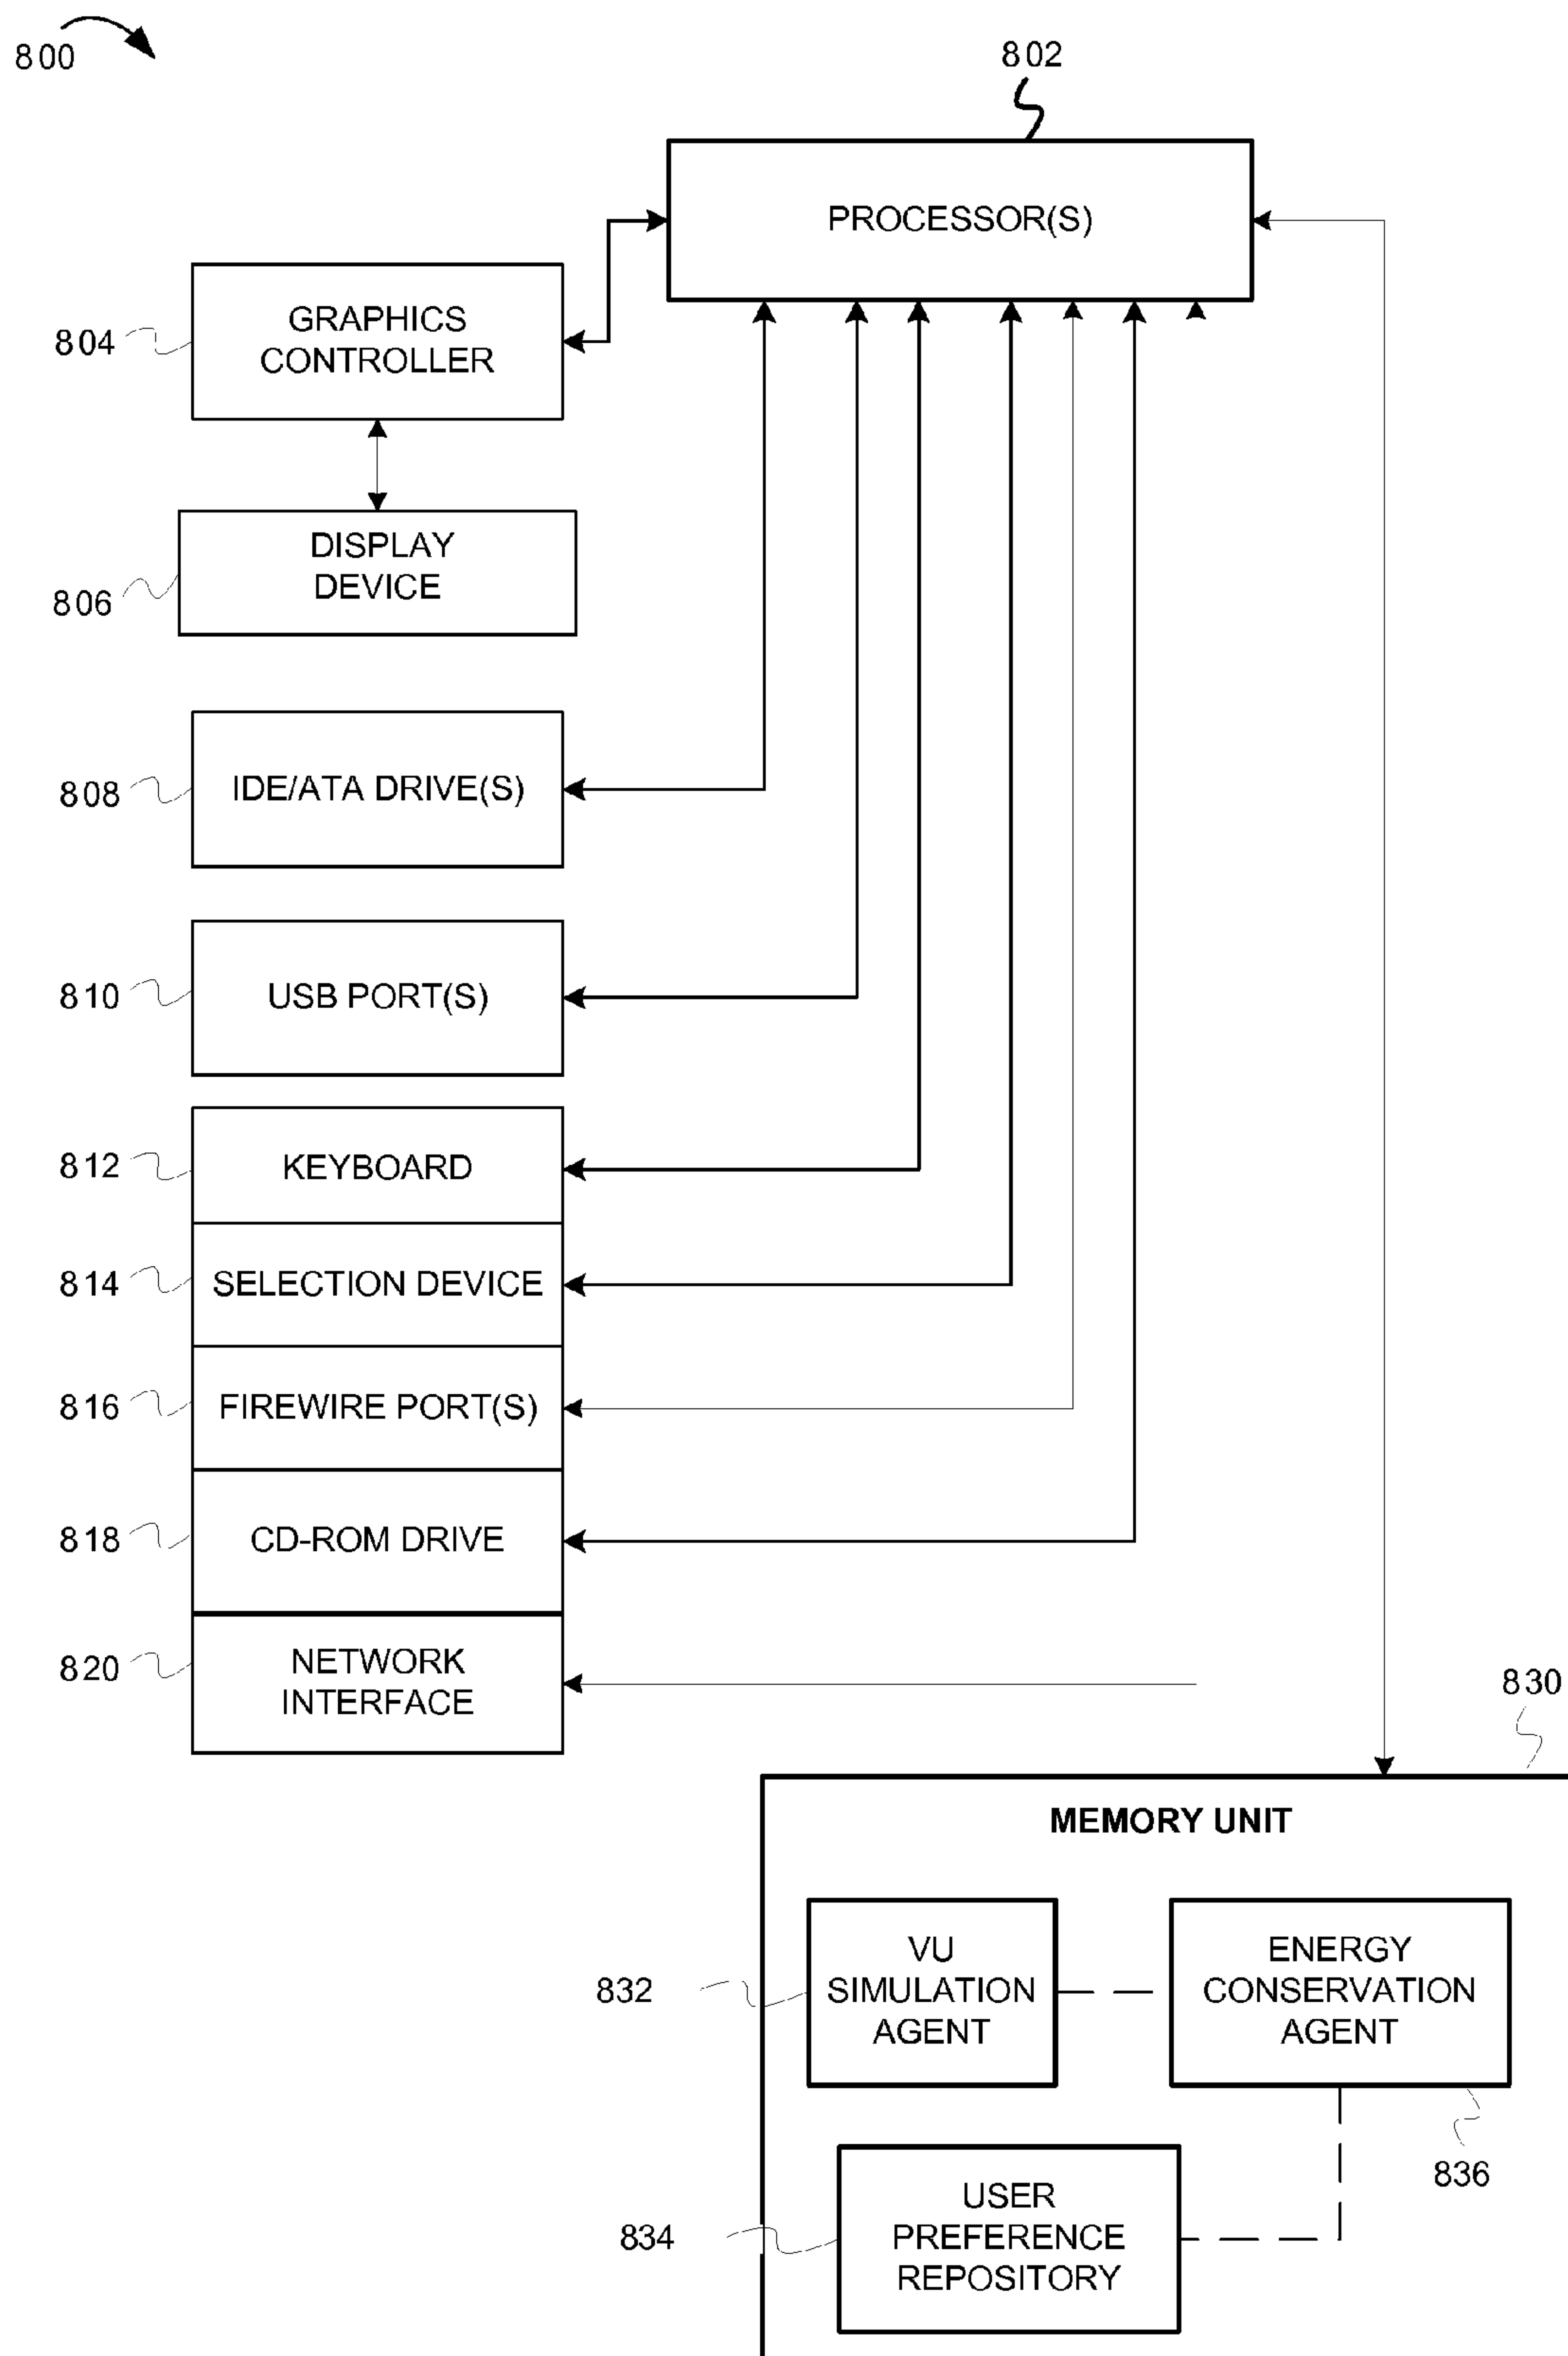 800
802
PROCESSOR(S)
GRAPHICS
CONTROLLER
804
DISPLAY
DEVICE
806
IDE/ATA DRIVE(S)
808
810
USB PORT(S)
812
KEYBOARD
814
SELECTION DEVICE
816
FIREWIRE PORT(S)
818
CD-ROM DRIVE
820
NETWORK
INTERFACE
830
MEMORY UNIT
832
VU
SIMULATION
AGENT
ENERGY
CONSERVATION
AGENT
836
834
USER
PREFERENCE
REPOSITORY